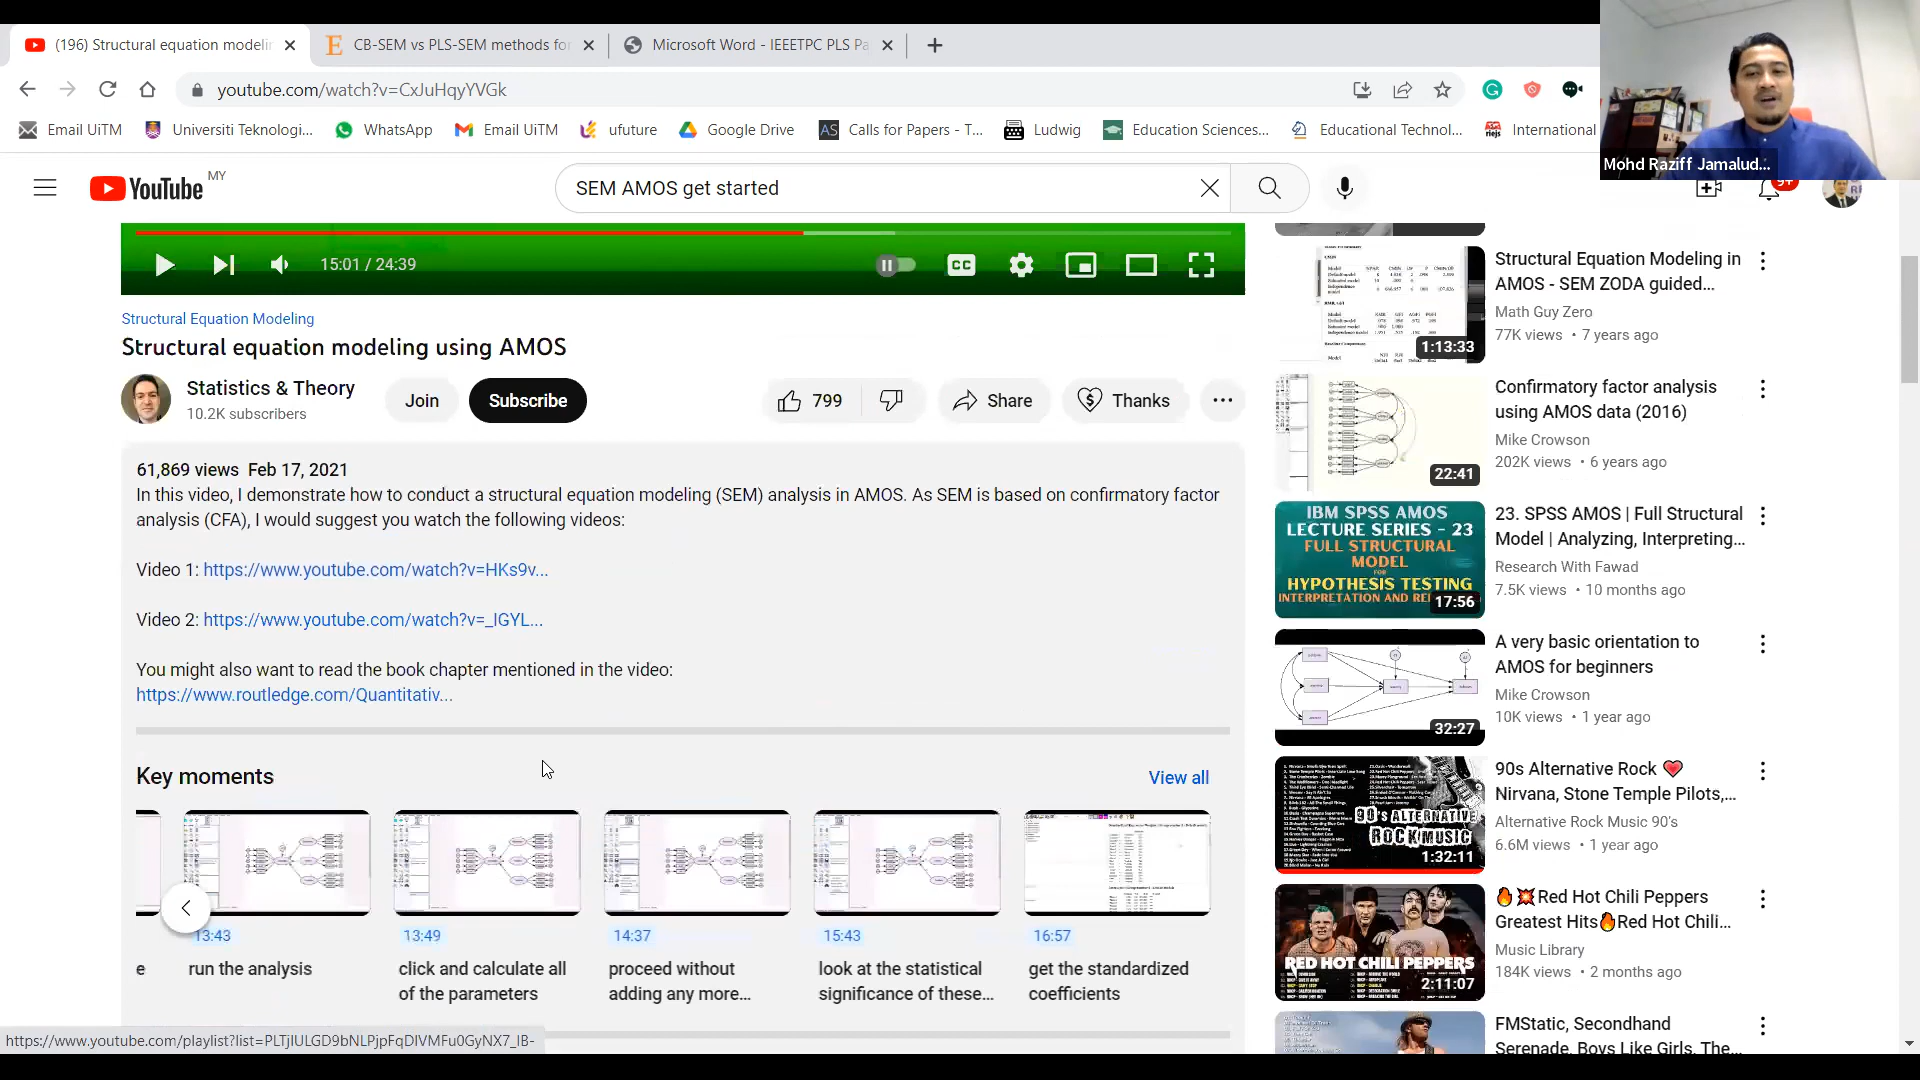 (196) Structural equation modelin
CB-SEM vs PLS-SEM methods for
Microsoft Word - IEEETPC PLS Pa
youtube.com/watch?v=CxJuHqyYVGk
Email UiTM
Universiti Teknologi...
WhatsApp
Email UiTM
ufuture
Google Drive
AS
Calls for Papers - T...
Ludwig
Education Sciences...
Educational Technol...
International
Mohd Raziff Jamalud...
YouTube MY
SEM AMOS get started
9+
15:01 / 24:39
CC
Structural Equation Modeling
Structural equation modeling using AMOS
Statistics & Theory
10.2K subscribers
Join
Subscribe
799
Share
Thanks
61,869 views Feb 17, 2021
In this video, I demonstrate how to conduct a structural equation modeling (SEM) analysis in AMOS. As SEM is based on confirmatory factor
analysis (CFA), I would suggest you watch the following videos:
Video 1: https://www.youtube.com/watch?v=HKs9v...
Video 2: https://www.youtube.com/watch?v=_IGYL...
You might also want to read the book chapter mentioned in the video:
https://www.routledge.com/Quantitativ...
Key moments
View all
13:43
13:49
14:37
15:43
16:57
e
run the analysis
click and calculate all
of the parameters
proceed without
adding any more...
look at the statistical
significance of these...
get the standardized
coefficients
https://www.youtube.com/playlist?list=PLTjlULGD9bNLPJpFqDlVMFu0GyNX7_lB-
1:13:33
Structural Equation Modeling in
AMOS - SEM ZODA guided...
Math Guy Zero
77K views • 7 years ago
22:41
Confirmatory factor analysis
using AMOS data (2016)
Mike Crowson
202K views • 6 years ago
IBM SPSS AMOS
LECTURE SERIES - 23
FULL STRUCTURAL
MODEL
FOR
HYPOTHESIS TESTING
INTERPRETATION AND RE
17:56
23. SPSS AMOS | Full Structural
Model | Analyzing, Interpreting...
Research With Fawad
7.5K views • 10 months ago
32:27
A very basic orientation to
AMOS for beginners
Mike Crowson
10K views • 1 year ago
90's ALTERNATIVE
ROCK MUSIC
1:32:11
90s Alternative Rock ❤️
Nirvana, Stone Temple Pilots,...
Alternative Rock Music 90's
6.6M views • 1 year ago
RED HOT CHILI PEPPERS
2:11:07
🔥💥Red Hot Chili Peppers
Greatest Hits🔥Red Hot Chili...
Music Library
184K views • 2 months ago
FMStatic, Secondhand
Serenade, Boys Like Girls, The...